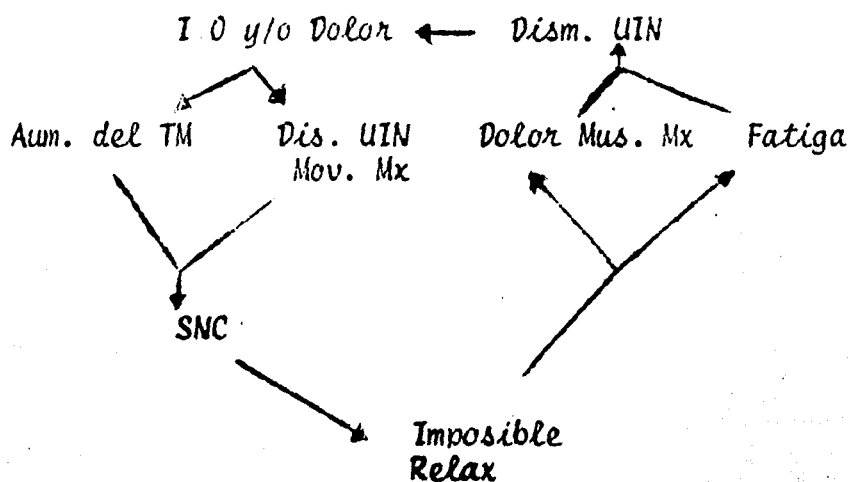 I O y/o Dolor Dism. UIN
Aum. del TM Dis. UIN Dolor Mus. Mx Fatiga
Mov. Mx
SNC
Imposible
Relax